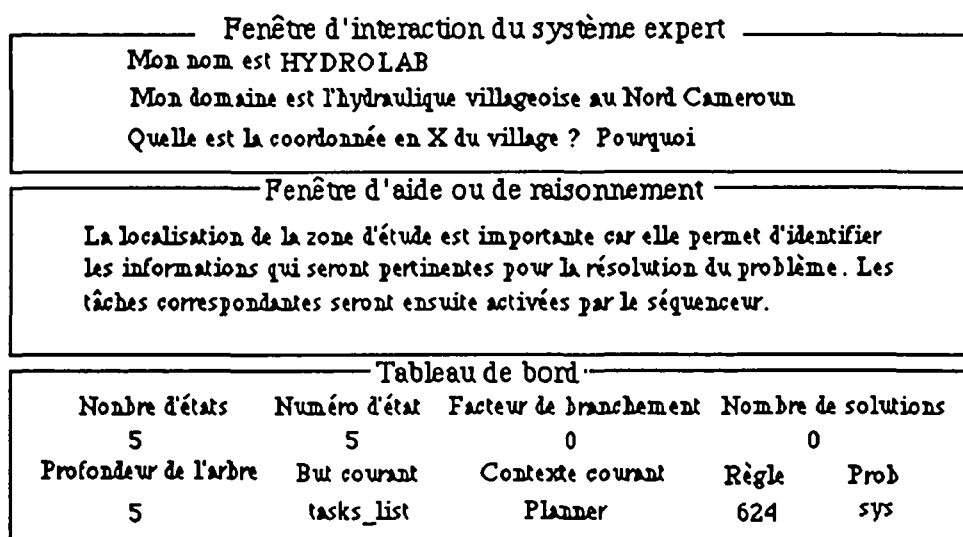 Fenêtre d'interaction du système expert
Mon nom est HYDROLAB
Mon domaine est l'hydraulique villageoise au Nord Cameroun
Quelle est la coordonnée en X du village ? Pourquoi
Fenêtre d'aide ou de raisonnement
La localisation de la zone d'étude est importante car elle permet d'identifier
les informations qui seront pertinentes pour la résolution du problème. Les
tâches correspondantes seront ensuite activées par le séquenceur.
Tableau de bord
Nonbre d'états Numéro d'état Facteur de branchement Nombre de solutions
5 5 0 0
Profondeur de l'arbre But courant Contexte courant Règle Prob
5 tasks_list Planner 624 sys